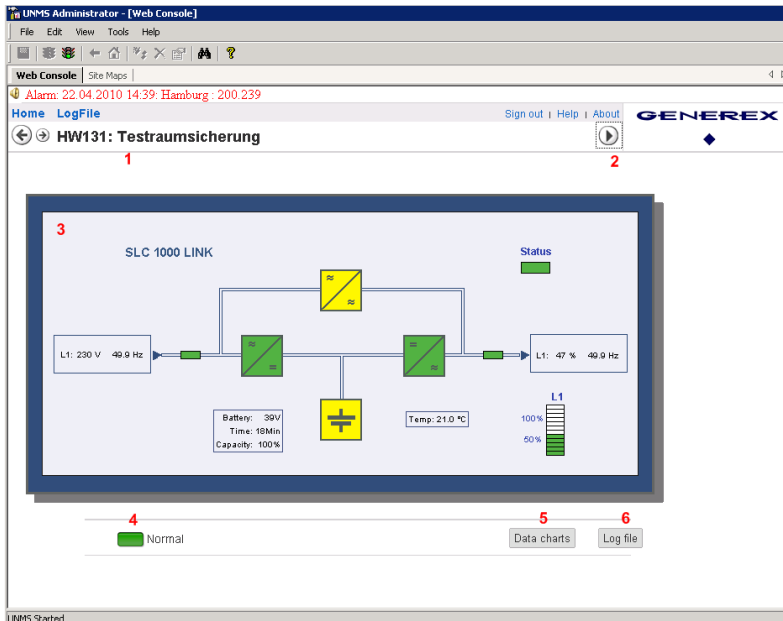 UNMS Administrator - [Web Console]
File Edit View Tools Help
Web Console Site Maps
Alarm: 22.04.2010 14:39: Hamburg : 200.239
Home LogFile Sign out | Help | About
GENEREX
HW131: Testraumsicherung
1 2
3
SLC 1000 LINK Status
L1: 230 V 49.9 Hz
L1: 47 % 49.9 Hz
L1
100%
50%
Battery: 39V
Time: 18Min
Capacity: 100%
Temp: 21.0 °C
4 5 6
Normal Data charts Log file
UNMS Started